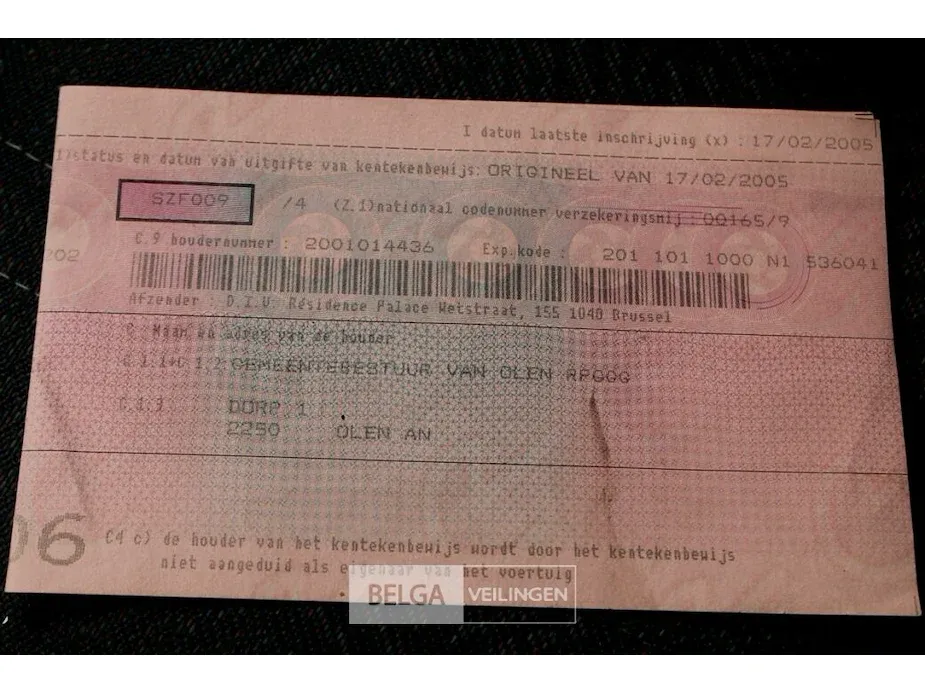 I datum laatste inschrijving (x) : 17/02/2005
I)status en datum van uitgifte van kentekenbewijs: ORIGINEEL VAN 17/02/2005
SZF009 /4 (Z.1)nationaal codenummer verzekeringsmij : 00165/9
C.9 houdernummer : 2001014436 Exp.kode : 201 101 1000 N1 536041
202
Afzender : D.I.V. Résidence Palace Wetstraat, 155 1040 Brussel
C Naam en adres van de houder
C 1.1+C 1.2 GEMEENTEBESTUUR VAN OLEN RPGGG
C.1.3 DORP 1
2250 OLEN AN
06
C4 c) de houder van het kentekenbewijs wordt door het kentekenbewijs
niet aangeduid als eigenaar van het voertuig
BELGA VEILINGEN